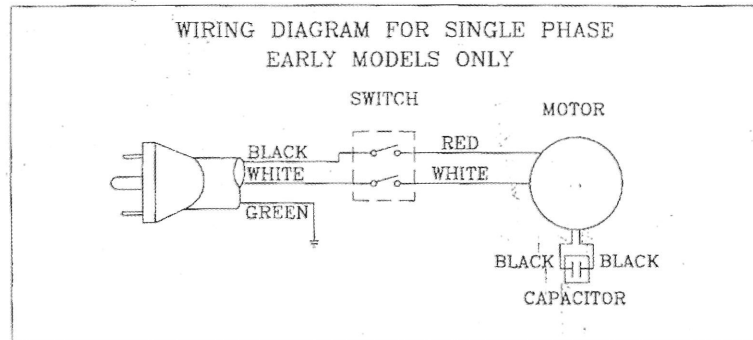 WIRING DIAGRAM FOR SINGLE PHASE
EARLY MODELS ONLY
SWITCH
MOTOR
BLACK
RED
WHITE
WHITE
GREEN
BLACK
BLACK
CAPACITOR